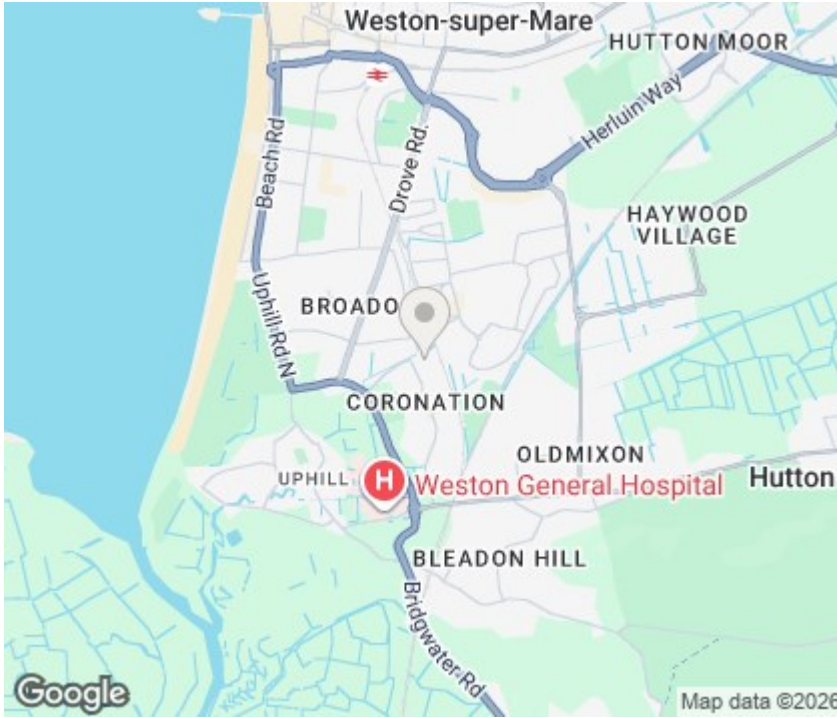 Weston-super-Mare
HUTTON MOOR
Herluin Way
Beach Rd
Drove Rd.
HAYWOOD
VILLAGE
Uphill Rd N
BROADO
CORONATION
OLDMIXON
UPHILL
H
Weston General Hospital
Hutton
BLEADON HILL
Bridgwater Rd
Google
Map data ©2026